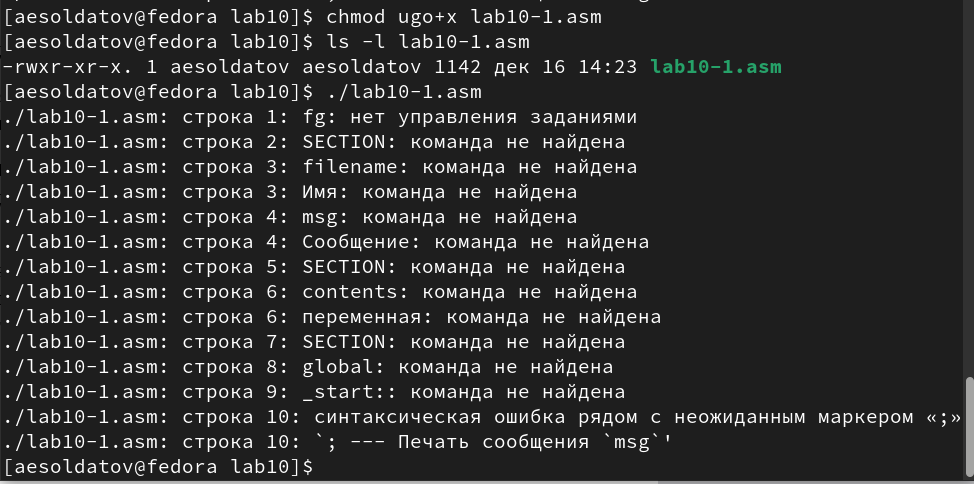 [aesoldatov@fedora lab10]$ chmod ugo+x lab10-1.asm
[aesoldatov@fedora lab10]$ ls -l lab10-1.asm
-rwxr-xr-x. 1 aesoldatov aesoldatov 1142 дек 16 14:23 lab10-1.asm
[aesoldatov@fedora lab10]$ ./lab10-1.asm
./lab10-1.asm: строка 1: fg: нет управления заданиями
./lab10-1.asm: строка 2: SECTION: команда не найдена
./lab10-1.asm: строка 3: filename: команда не найдена
./lab10-1.asm: строка 3: Имя: команда не найдена
./lab10-1.asm: строка 4: msg: команда не найдена
./lab10-1.asm: строка 4: Сообщение: команда не найдена
./lab10-1.asm: строка 5: SECTION: команда не найдена
./lab10-1.asm: строка 6: contents: команда не найдена
./lab10-1.asm: строка 6: переменная: команда не найдена
./lab10-1.asm: строка 7: SECTION: команда не найдена
./lab10-1.asm: строка 8: global: команда не найдена
./lab10-1.asm: строка 9: _start:: команда не найдена
./lab10-1.asm: строка 10: синтаксическая ошибка рядом с неожиданным маркером «;»
./lab10-1.asm: строка 10: `; --- Печать сообщения `msg`'
[aesoldatov@fedora lab10]$